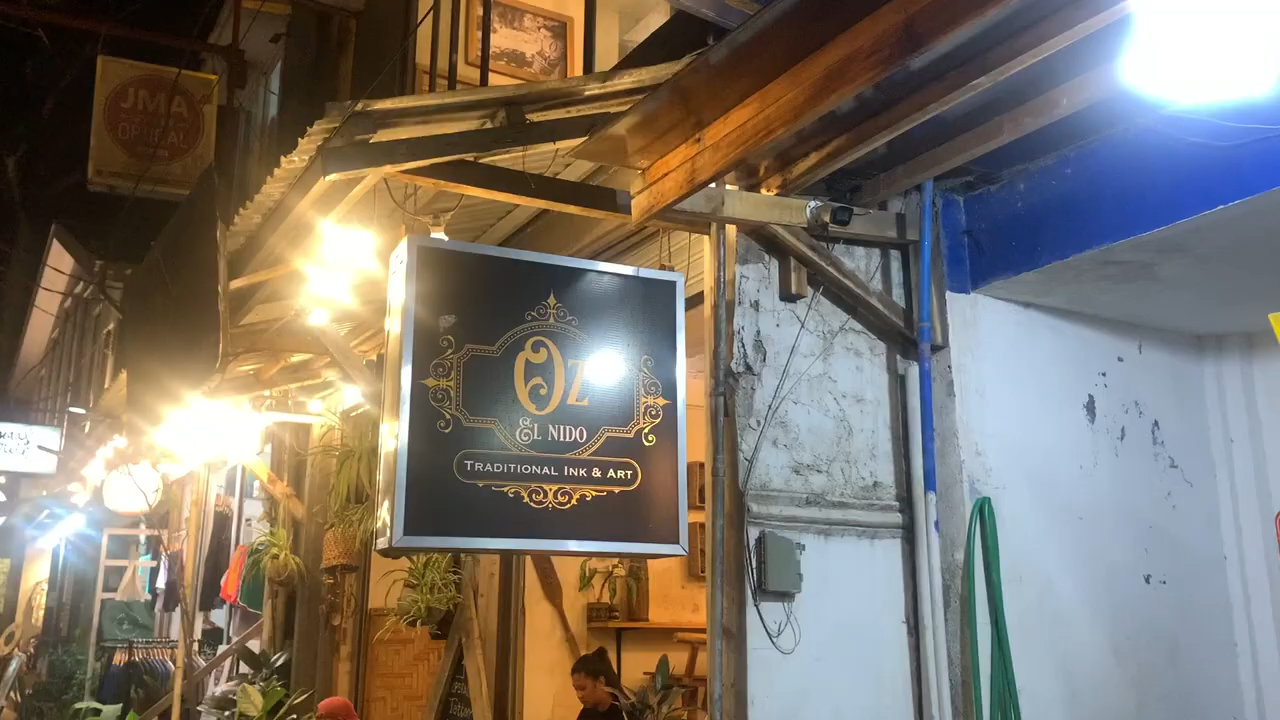 JMA
OPTICAL
Oz
EL NIDO
TRADITIONAL INK & ART